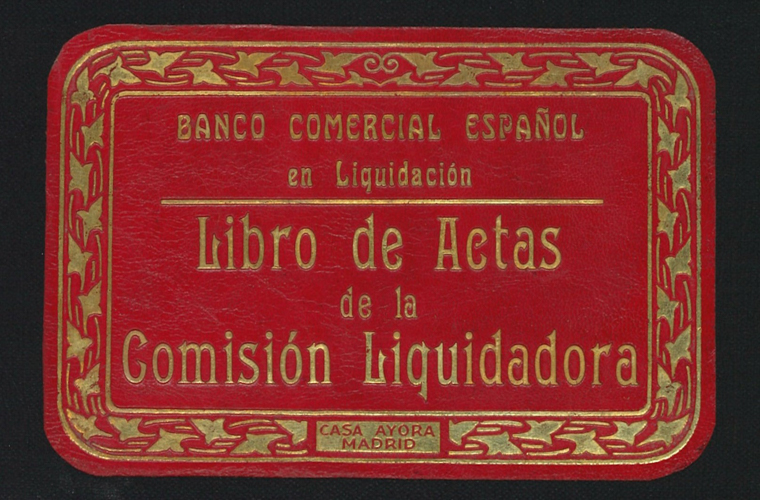 BANCO COMERCIAL ESPAÑOL
en Liquidación
Libro de Actas
de la
Comisión Liquidadora
CASA AYORA
MADRID